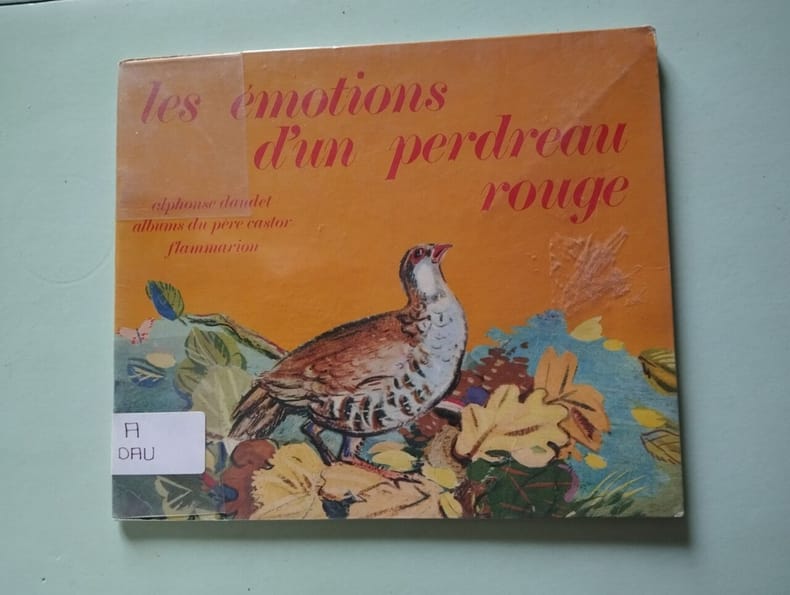 les émotions
d'un perdreau
rouge
alphonse daudet
albums du père castor
flammarion
A
DAU